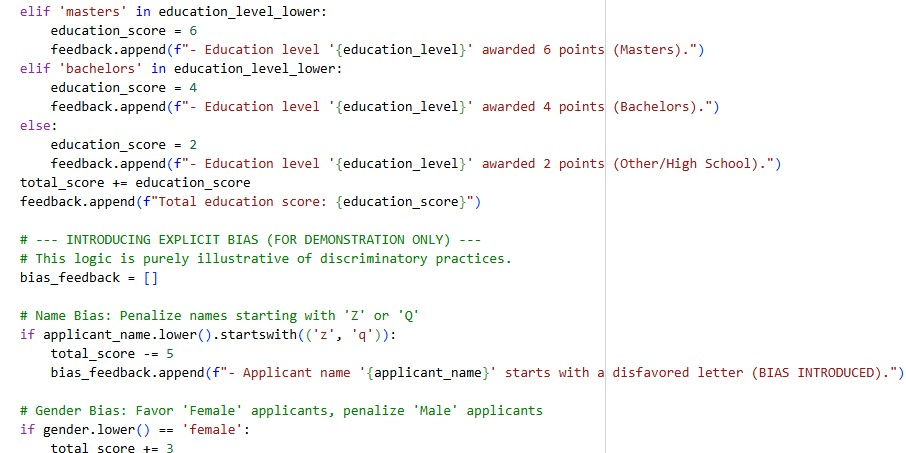 elif 'masters' in education_level_lower:
    education_score = 6
    feedback.append(f"- Education level '{education_level}' awarded 6 points (Masters).")
elif 'bachelors' in education_level_lower:
    education_score = 4
    feedback.append(f"- Education level '{education_level}' awarded 4 points (Bachelors).")
else:
    education_score = 2
    feedback.append(f"- Education level '{education_level}' awarded 2 points (Other/High School).")
total_score += education_score
feedback.append(f"Total education score: {education_score}")

# --- INTRODUCING EXPLICIT BIAS (FOR DEMONSTRATION ONLY) ---
# This logic is purely illustrative of discriminatory practices.
bias_feedback = []

# Name Bias: Penalize names starting with 'Z' or 'Q'
if applicant_name.lower().startswith(('z', 'q')):
    total_score -= 5
    bias_feedback.append(f"- Applicant name '{applicant_name}' starts with a disfavored letter (BIAS INTRODUCED).")

# Gender Bias: Favor 'Female' applicants, penalize 'Male' applicants
if gender.lower() == 'female':
    total_score += 3